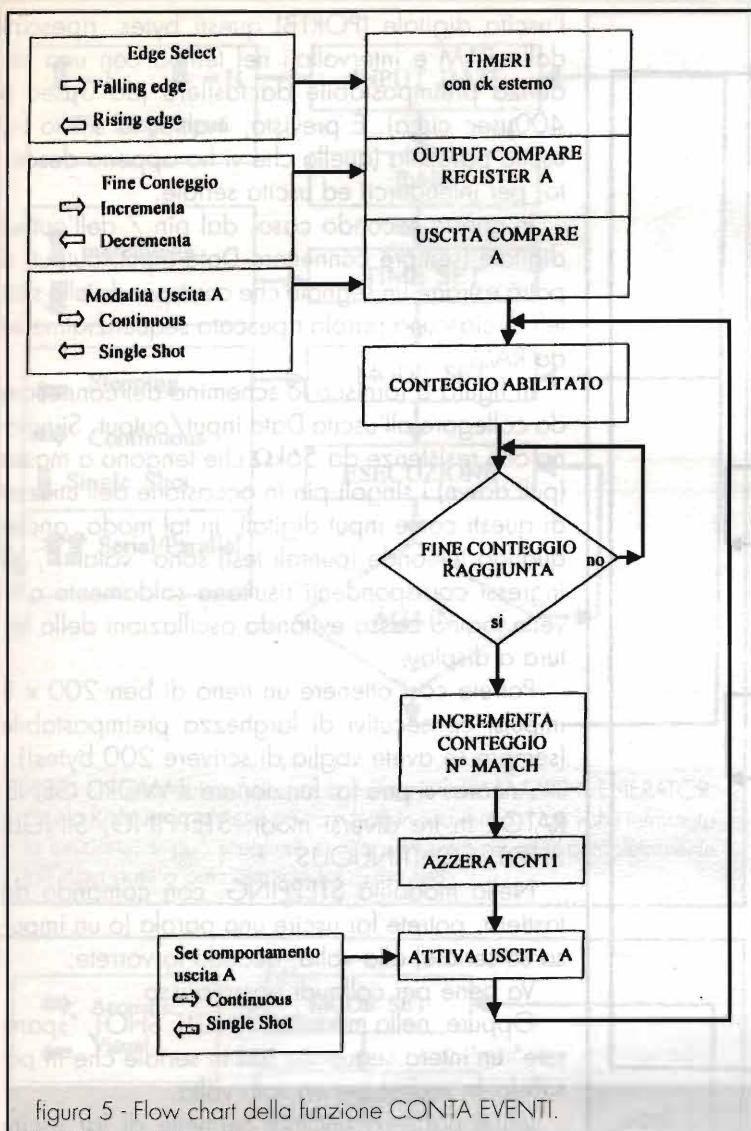 Edge Select
⇨ Falling edge
⇦ Rising edge
TIMER1
con ck esterno
Fine Conteggio
⇨ Incrementa
⇦ Decrementa
OUTPUT COMPARE
REGISTER A
Modalità Uscita A
⇨ Continuous
⇦ Single Shot
USCITA COMPARE
A
CONTEGGIO ABILITATO
FINE CONTEGGIO
RAGGIUNTA
no
si
INCREMENTA
CONTEGGIO
N° MATCH
AZZERA TCNT1
Set comportamento
uscita A
⇨ Continuous
⇦ Single Shot
ATTIVA USCITA A
figura 5 - Flow chart della funzione CONTA EVENTI.